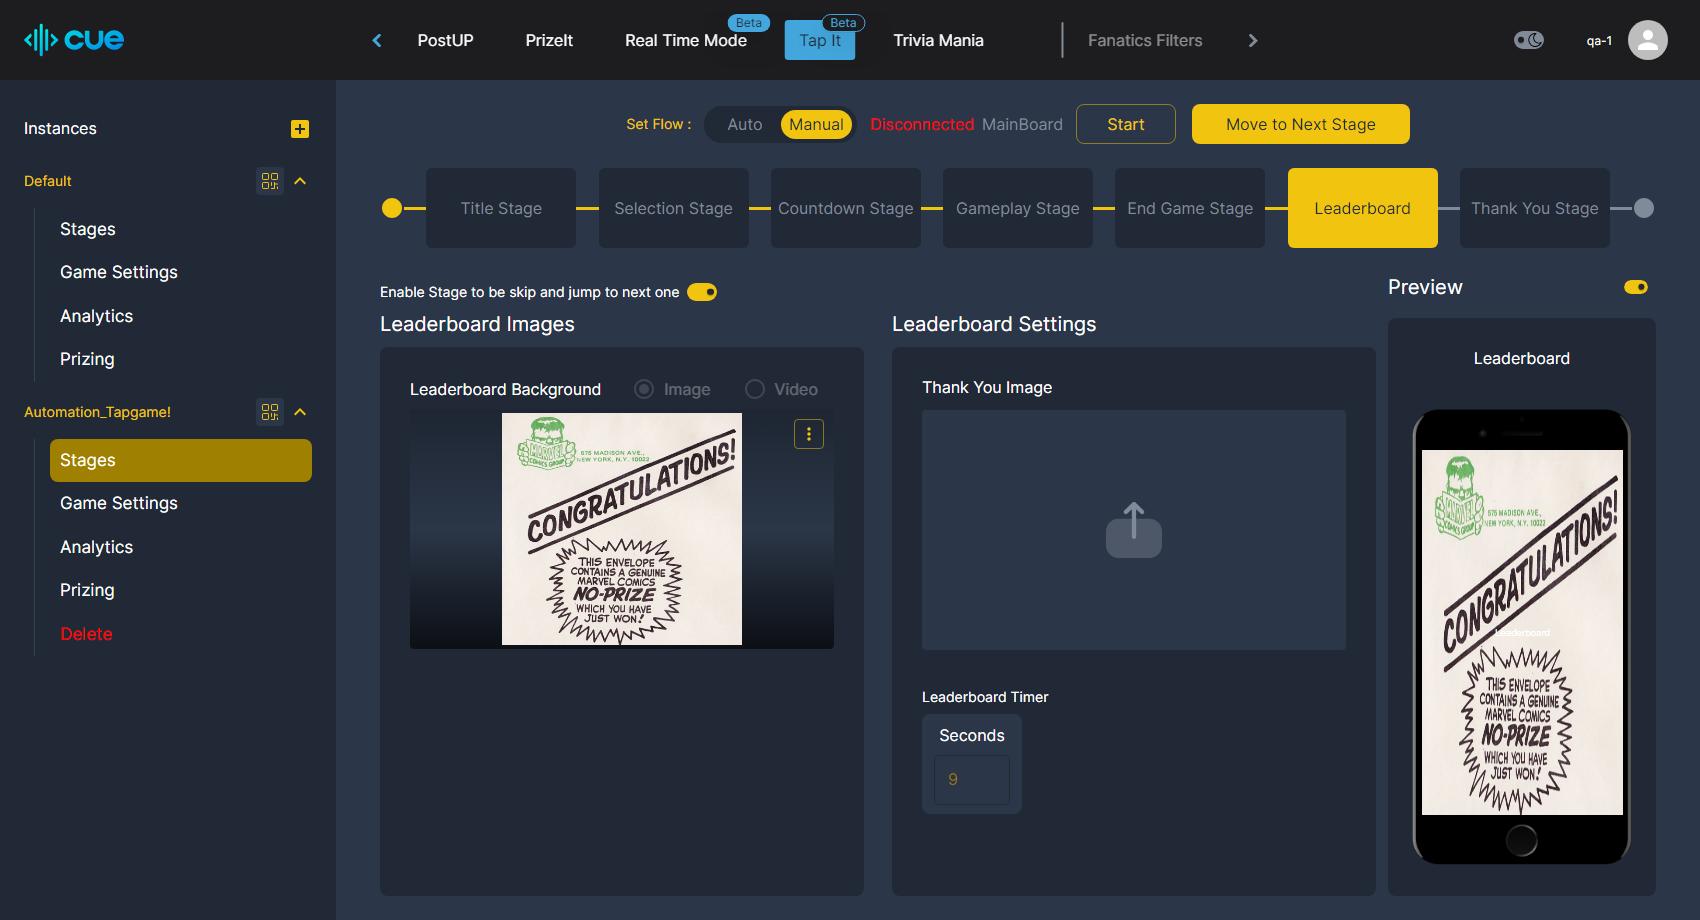 cue
PostUP
PrizeIt
Real Time Mode
Beta
Tap It
Beta
Trivia Mania
Fanatics Filters
qa-1
Instances
Default
Stages
Game Settings
Analytics
Prizing
Automation_Tapgame!
Stages
Game Settings
Analytics
Prizing
Delete
Set Flow :
Auto
Manual
Disconnected MainBoard
Start
Move to Next Stage
Title Stage
Selection Stage
Countdown Stage
Gameplay Stage
End Game Stage
Leaderboard
Thank You Stage
Enable Stage to be skip and jump to next one
Leaderboard Images
Leaderboard Background
Image
Video
MARVEL
COMICS GROUP
575 MADISON AVE.,
NEW YORK, N.Y. 10022
CONGRATULATIONS!
THIS ENVELOPE
CONTAINS A GENUINE
MARVEL COMICS
NO-PRIZE
WHICH YOU HAVE
JUST WON!
Leaderboard Settings
Thank You Image
Leaderboard Timer
Seconds
9
Preview
Leaderboard
MARVEL
COMICS GROUP
575 MADISON AVE.,
NEW YORK, N.Y. 10022
CONGRATULATIONS!
Leaderboard
THIS ENVELOPE
CONTAINS A GENUINE
MARVEL COMICS
NO-PRIZE
WHICH YOU HAVE
JUST WON!